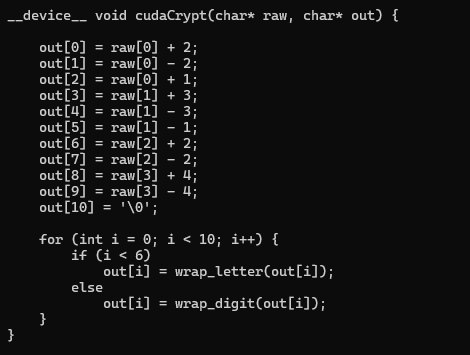 __device__ void cudaCrypt(char* raw, char* out) {

    out[0] = raw[0] + 2;
    out[1] = raw[0] - 2;
    out[2] = raw[0] + 1;
    out[3] = raw[1] + 3;
    out[4] = raw[1] - 3;
    out[5] = raw[1] - 1;
    out[6] = raw[2] + 2;
    out[7] = raw[2] - 2;
    out[8] = raw[3] + 4;
    out[9] = raw[3] - 4;
    out[10] = '\0';

    for (int i = 0; i < 10; i++) {
        if (i < 6)
            out[i] = wrap_letter(out[i]);
        else
            out[i] = wrap_digit(out[i]);
    }
}